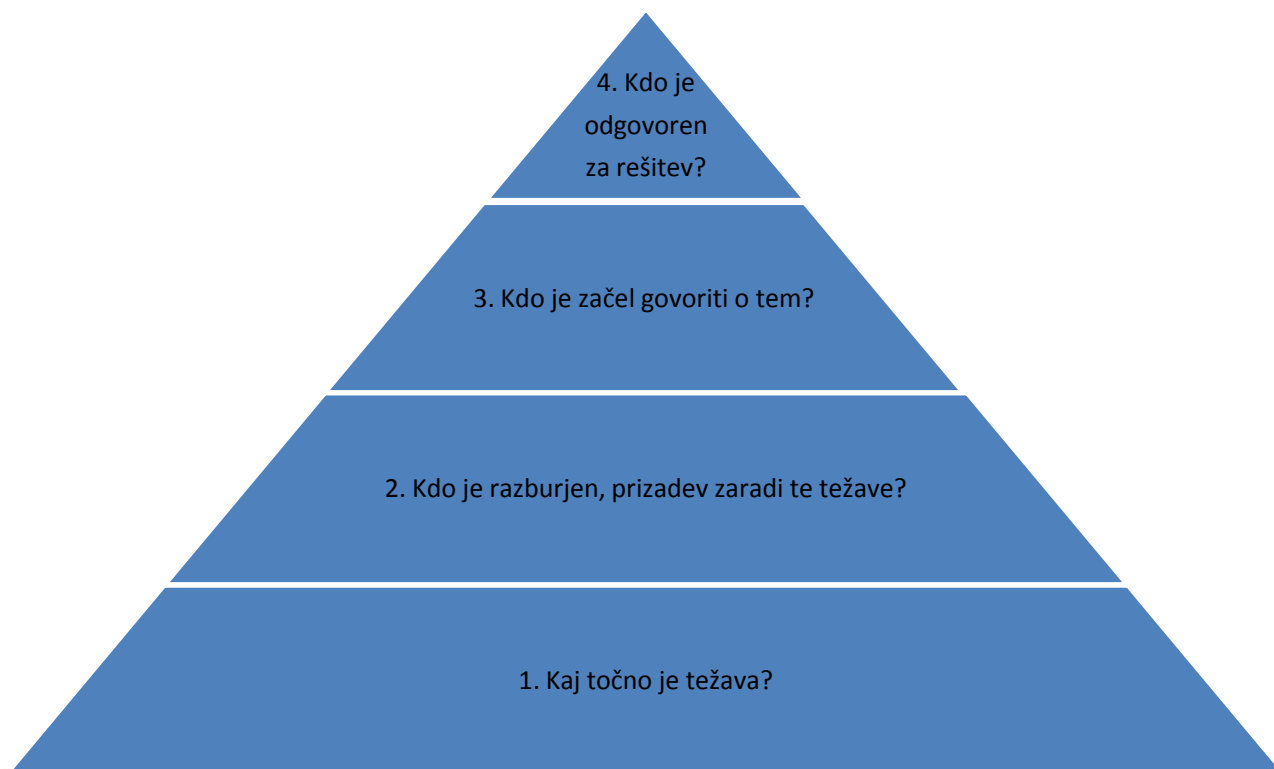 4. Kdo je
odgovoren
za rešitev?
3. Kdo je začel govoriti o tem?
2. Kdo je razburjen, prizadev zaradi te težave?
1. Kaj točno je težava?